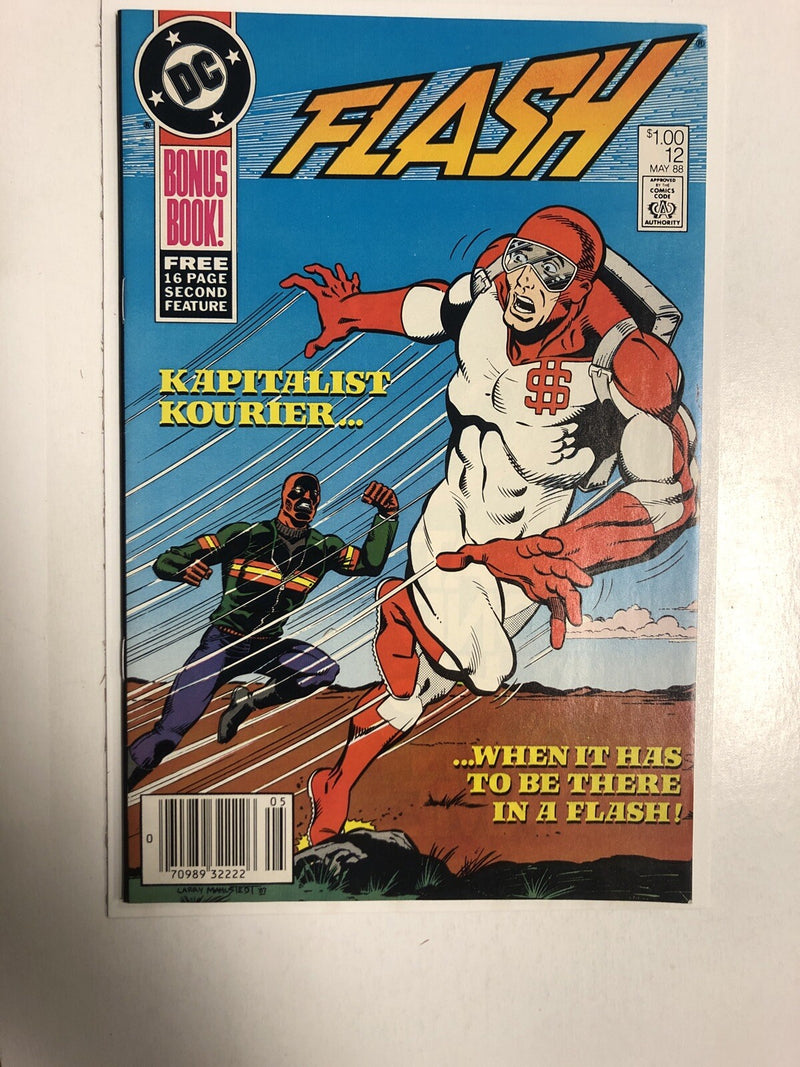 DC
FLASH
BONUS
BOOK!
FREE
16 PAGE
SECOND
FEATURE
$1.00
12
MAY 88
APPROVED
BY THE
COMICS
CODE
CA
AUTHORITY
KAPITALIST
KOURIER...
$
...WHEN IT HAS
TO BE THERE
IN A FLASH!
05
0
70989 32222
LARRY MAHLSTEDT '87